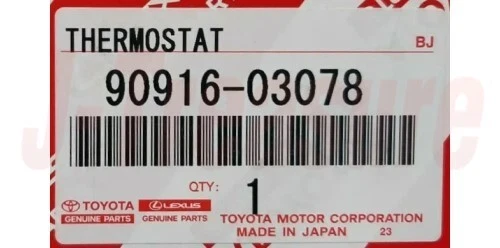 THERMOSTAT BJ
90916-03078
QTY: 1
TOYOTA LEXUS
GENUINE PARTS GENUINE PARTS
TOYOTA MOTOR CORPORATION
MADE IN JAPAN 23